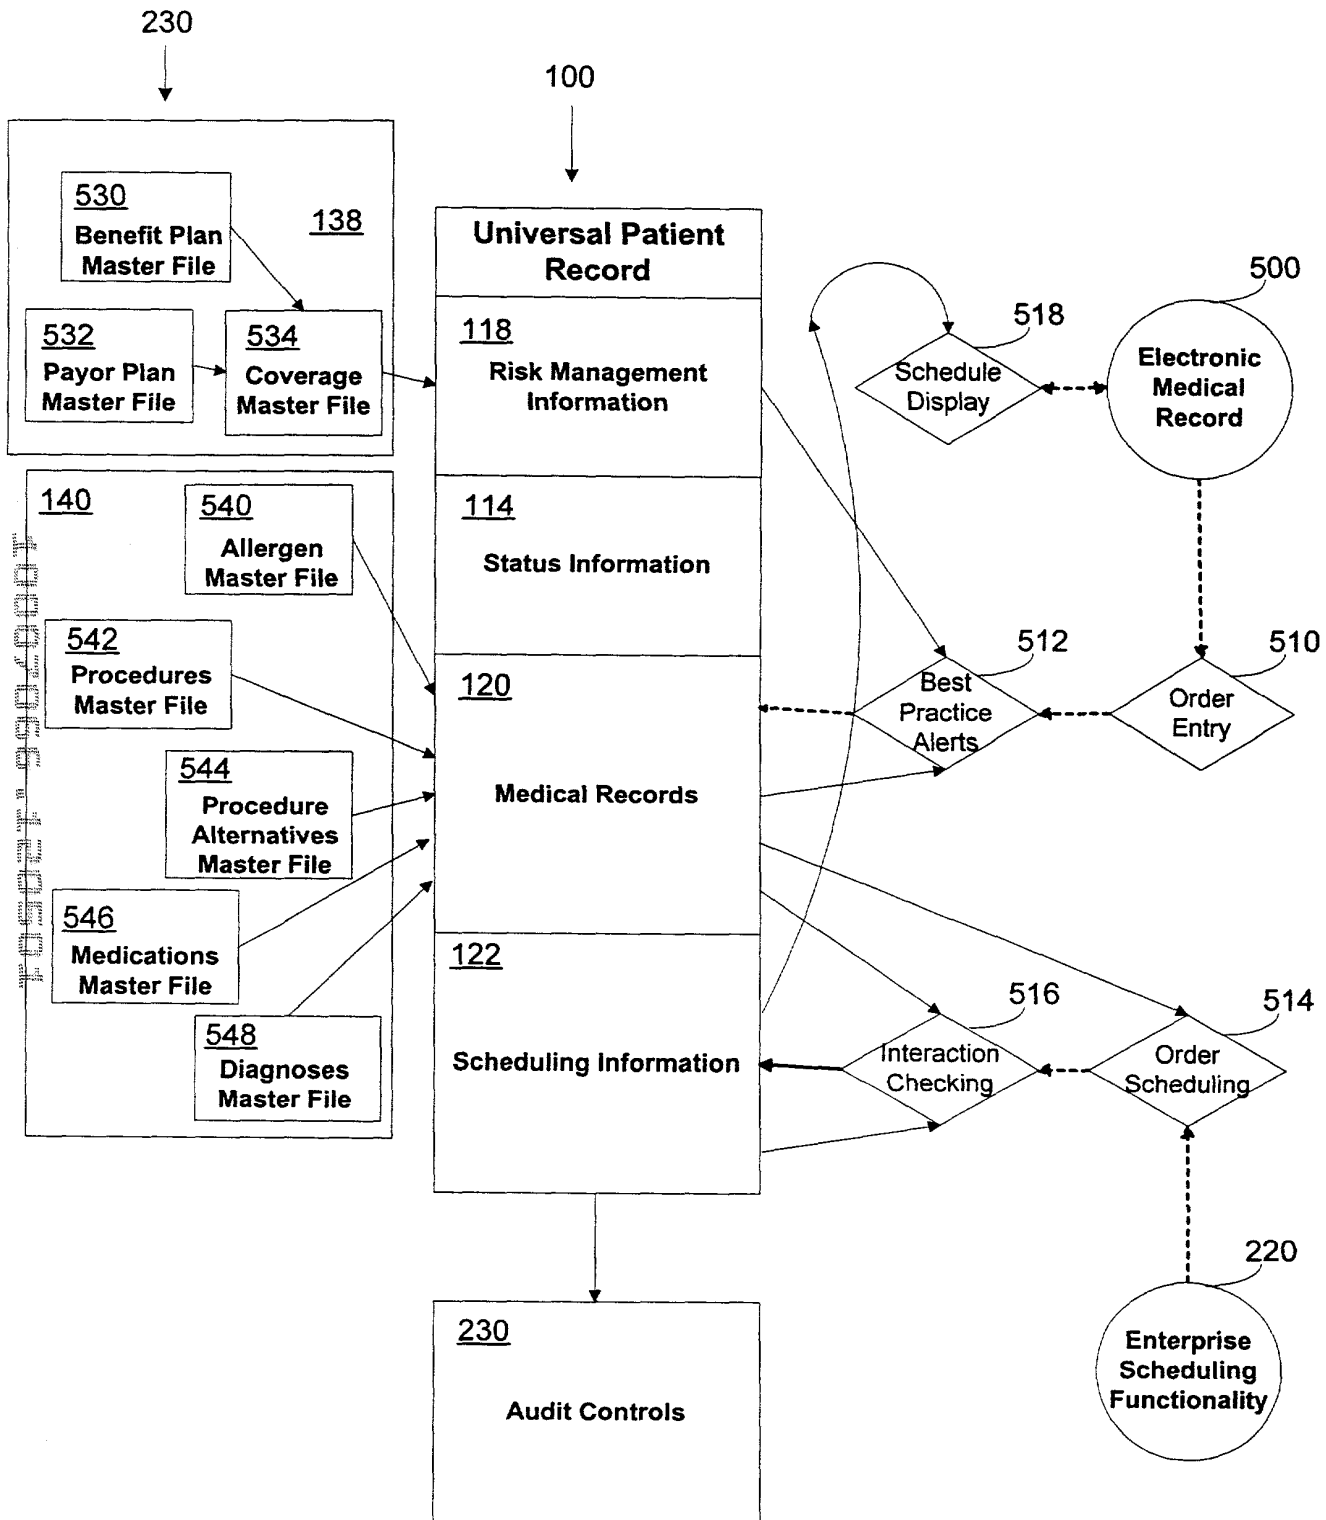 230
100
530
Benefit Plan
Master File
138
532
Payor Plan
Master File
534
Coverage
Master File
Universal Patient
Record
118
Risk Management
Information
114
Status Information
120
Medical Records
122
Scheduling Information
140
540
Allergen
Master File
542
Procedures
Master File
544
Procedure
Alternatives
Master File
546
Medications
Master File
548
Diagnoses
Master File
518
Schedule
Display
500
Electronic
Medical
Record
512
Best
Practice
Alerts
510
Order
Entry
516
Interaction
Checking
514
Order
Scheduling
220
Enterprise
Scheduling
Functionality
230
Audit Controls